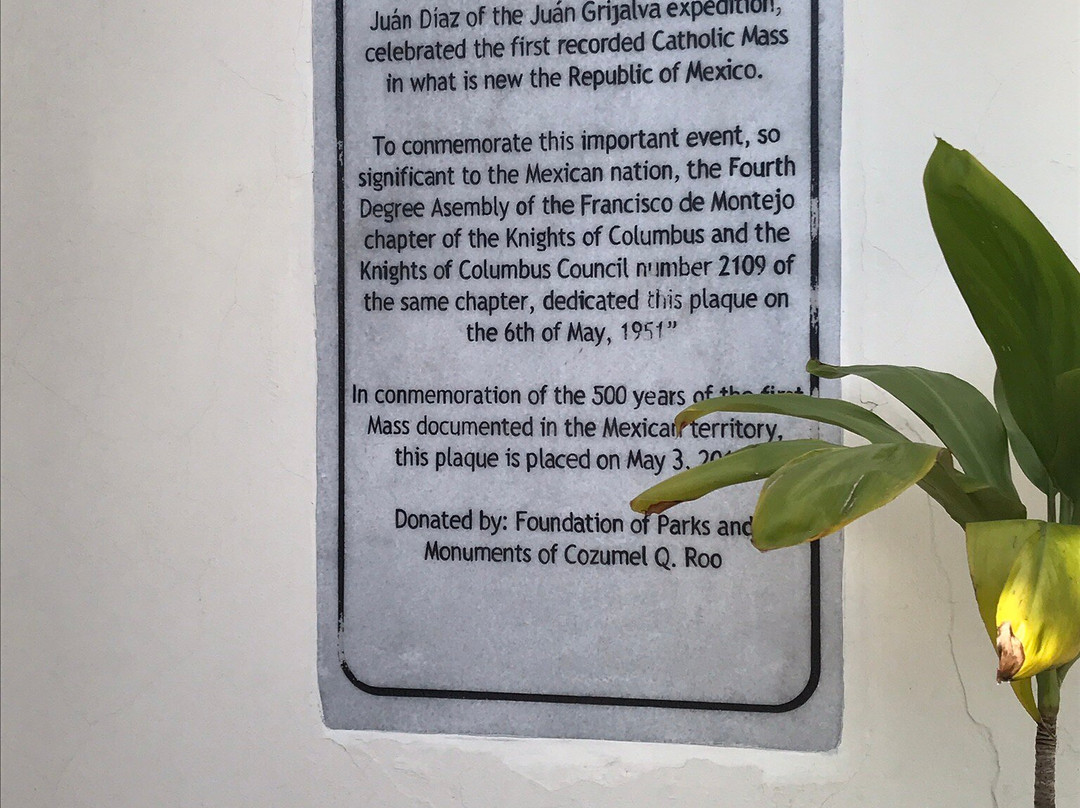 Juán Díaz of the Juán Grijalva expedition,
celebrated the first recorded Catholic Mass
in what is new the Republic of Mexico.
To conmemorate this important event, so
significant to the Mexican nation, the Fourth
Degree Asembly of the Francisco de Montejo
chapter of the Knights of Columbus and the
Knights of Columbus Council number 2109 of
the same chapter, dedicated this plaque on
the 6th of May, 1951”
In conmemoration of the 500 years of the first
Mass documented in the Mexican territory,
this plaque is placed on May 3,
Donated by: Foundation of Parks and
Monuments of Cozumel Q. Roo